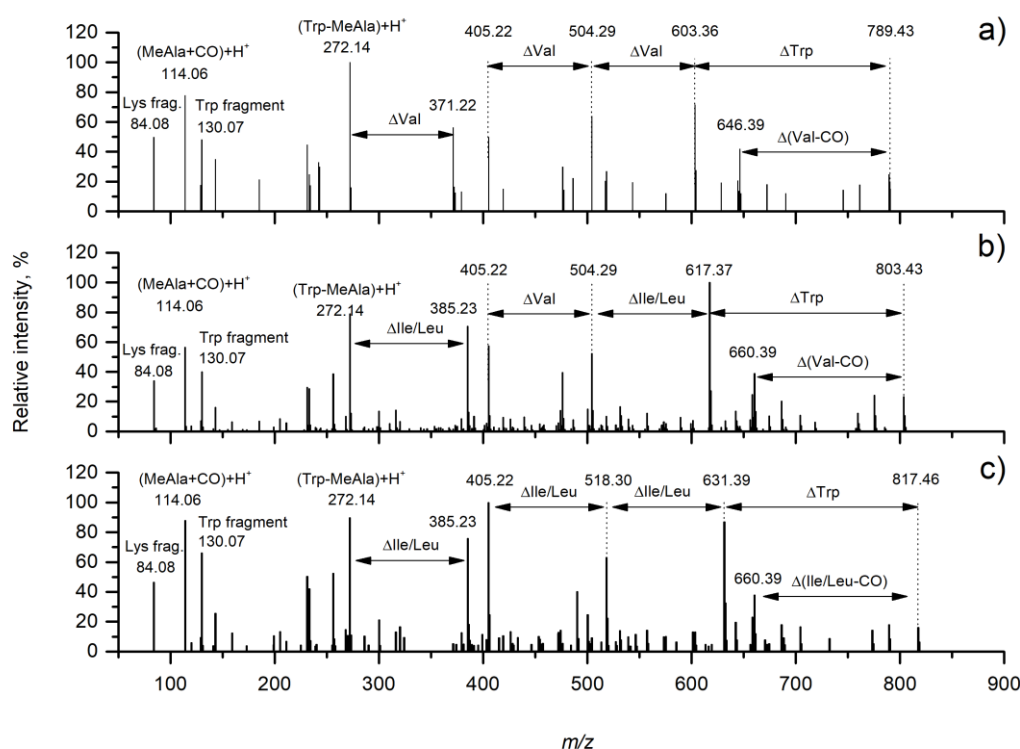 (Trp-MeAla)+H⁺
272.14
405.22
504.29
603.36
789.43
a)
(MeAla+CO)+H⁺
114.06
ΔVal
ΔVal
ΔTrp
Lys frag.
84.08
Trp fragment
130.07
371.22
ΔVal
646.39
Δ(Val-CO)
120
100
80
60
40
20
0
b)
(MeAla+CO)+H⁺
114.06
(Trp-MeAla)+H⁺
272.14
385.23
405.22
504.29
617.37
803.43
ΔVal
ΔIle/Leu
ΔTrp
Lys frag.
84.08
Trp fragment
130.07
ΔIle/Leu
660.39
Δ(Val-CO)
120
100
80
60
40
20
0
Relative intensity, %
c)
(MeAla+CO)+H⁺
114.06
(Trp-MeAla)+H⁺
272.14
405.22
518.30
631.39
817.46
ΔIle/Leu
ΔIle/Leu
ΔTrp
Lys frag.
84.08
Trp fragment
130.07
385.23
ΔIle/Leu
660.39
Δ(Ile/Leu-CO)
120
100
80
60
40
20
0
100 200 300 400 500 600 700 800 900
m/z